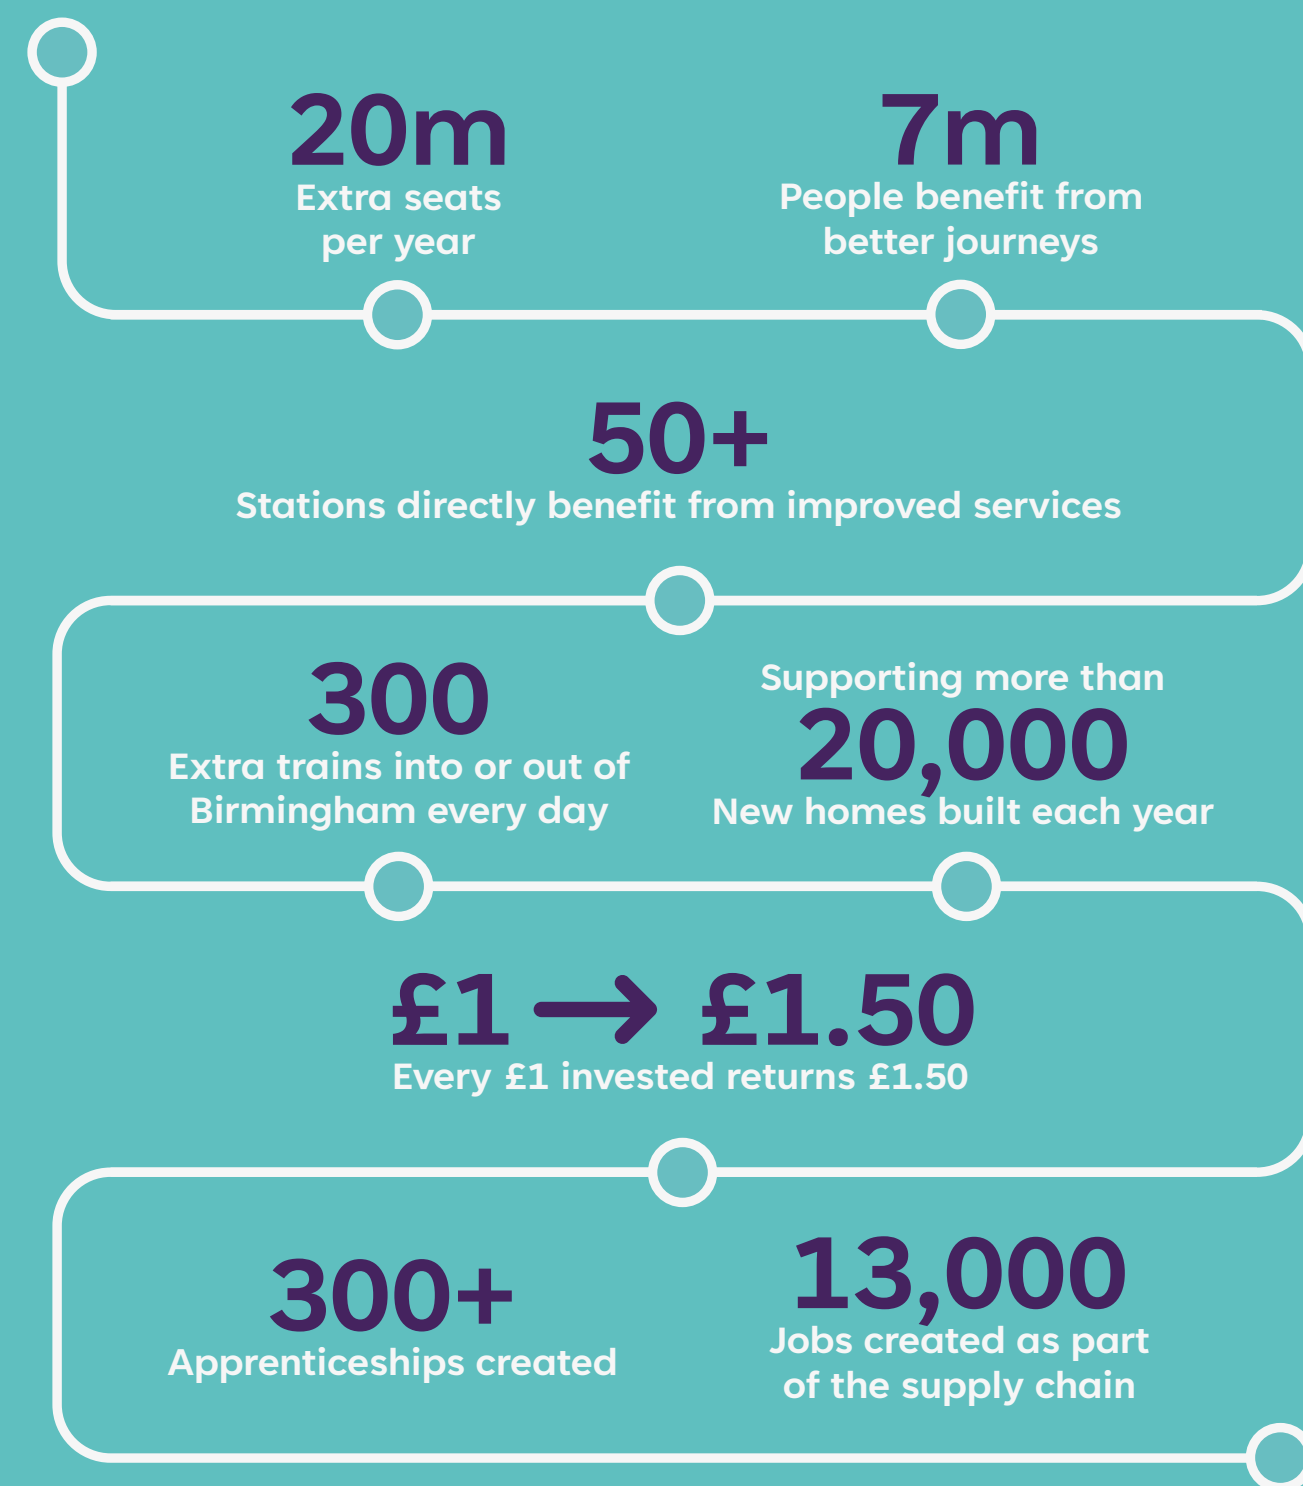 20m
Extra seats
per year
7m
People benefit from
better journeys
50+
Stations directly benefit from improved services
300
Extra trains into or out of
Birmingham every day
Supporting more than
20,000
New homes built each year
£1 → £1.50
Every £1 invested returns £1.50
300+
Apprenticeships created
13,000
Jobs created as part
of the supply chain